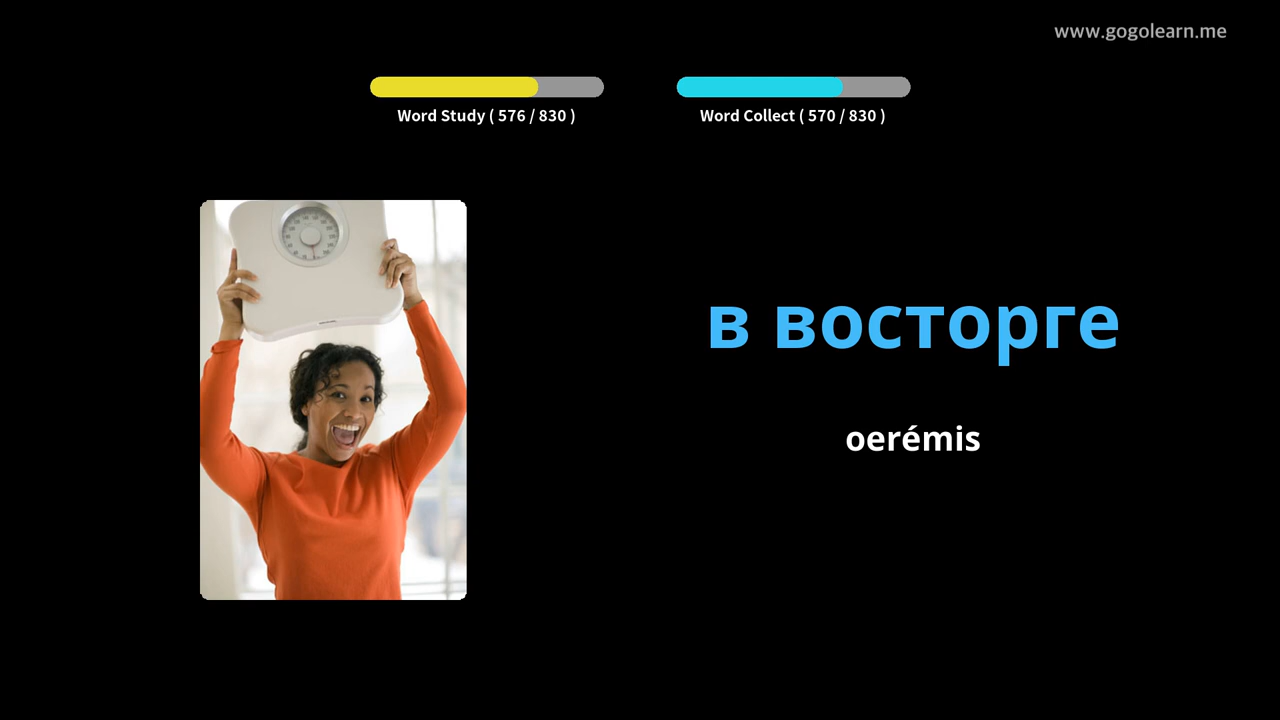 www.gogolearn.me
Word Study ( 576 / 830 )
Word Collect ( 570 / 830 )
в восторге
oerémis